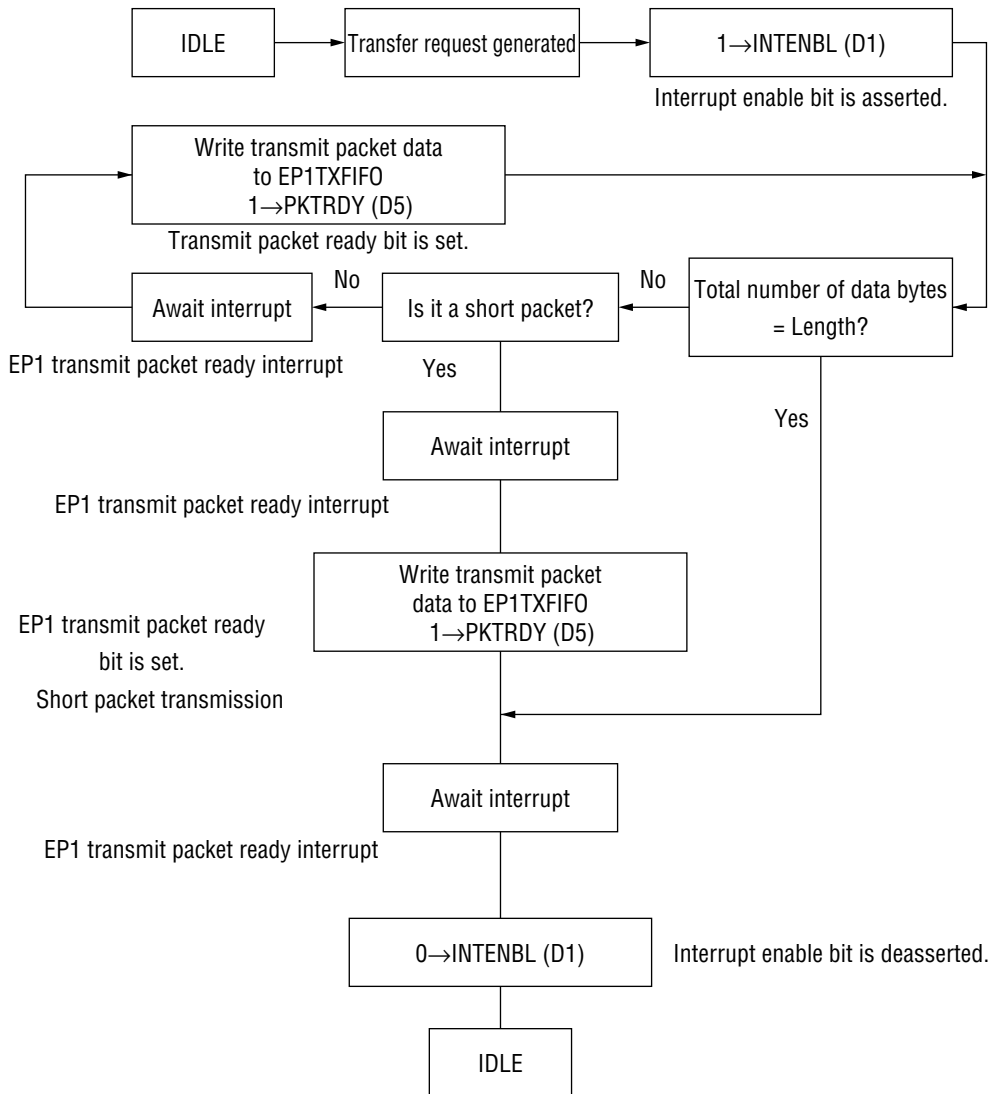 IDLE
Transfer request generated
1→INTENBL (D1)
Interrupt enable bit is asserted.
Write transmit packet data
to EP1TXFIFO
1→PKTRDY (D5)
Transmit packet ready bit is set.
Await interrupt
No
Is it a short packet?
No
Total number of data bytes
= Length?
EP1 transmit packet ready interrupt
Yes
Yes
Await interrupt
EP1 transmit packet ready interrupt
Write transmit packet
data to EP1TXFIFO
1→PKTRDY (D5)
EP1 transmit packet ready
bit is set.
Short packet transmission
Await interrupt
EP1 transmit packet ready interrupt
0→INTENBL (D1)
Interrupt enable bit is deasserted.
IDLE